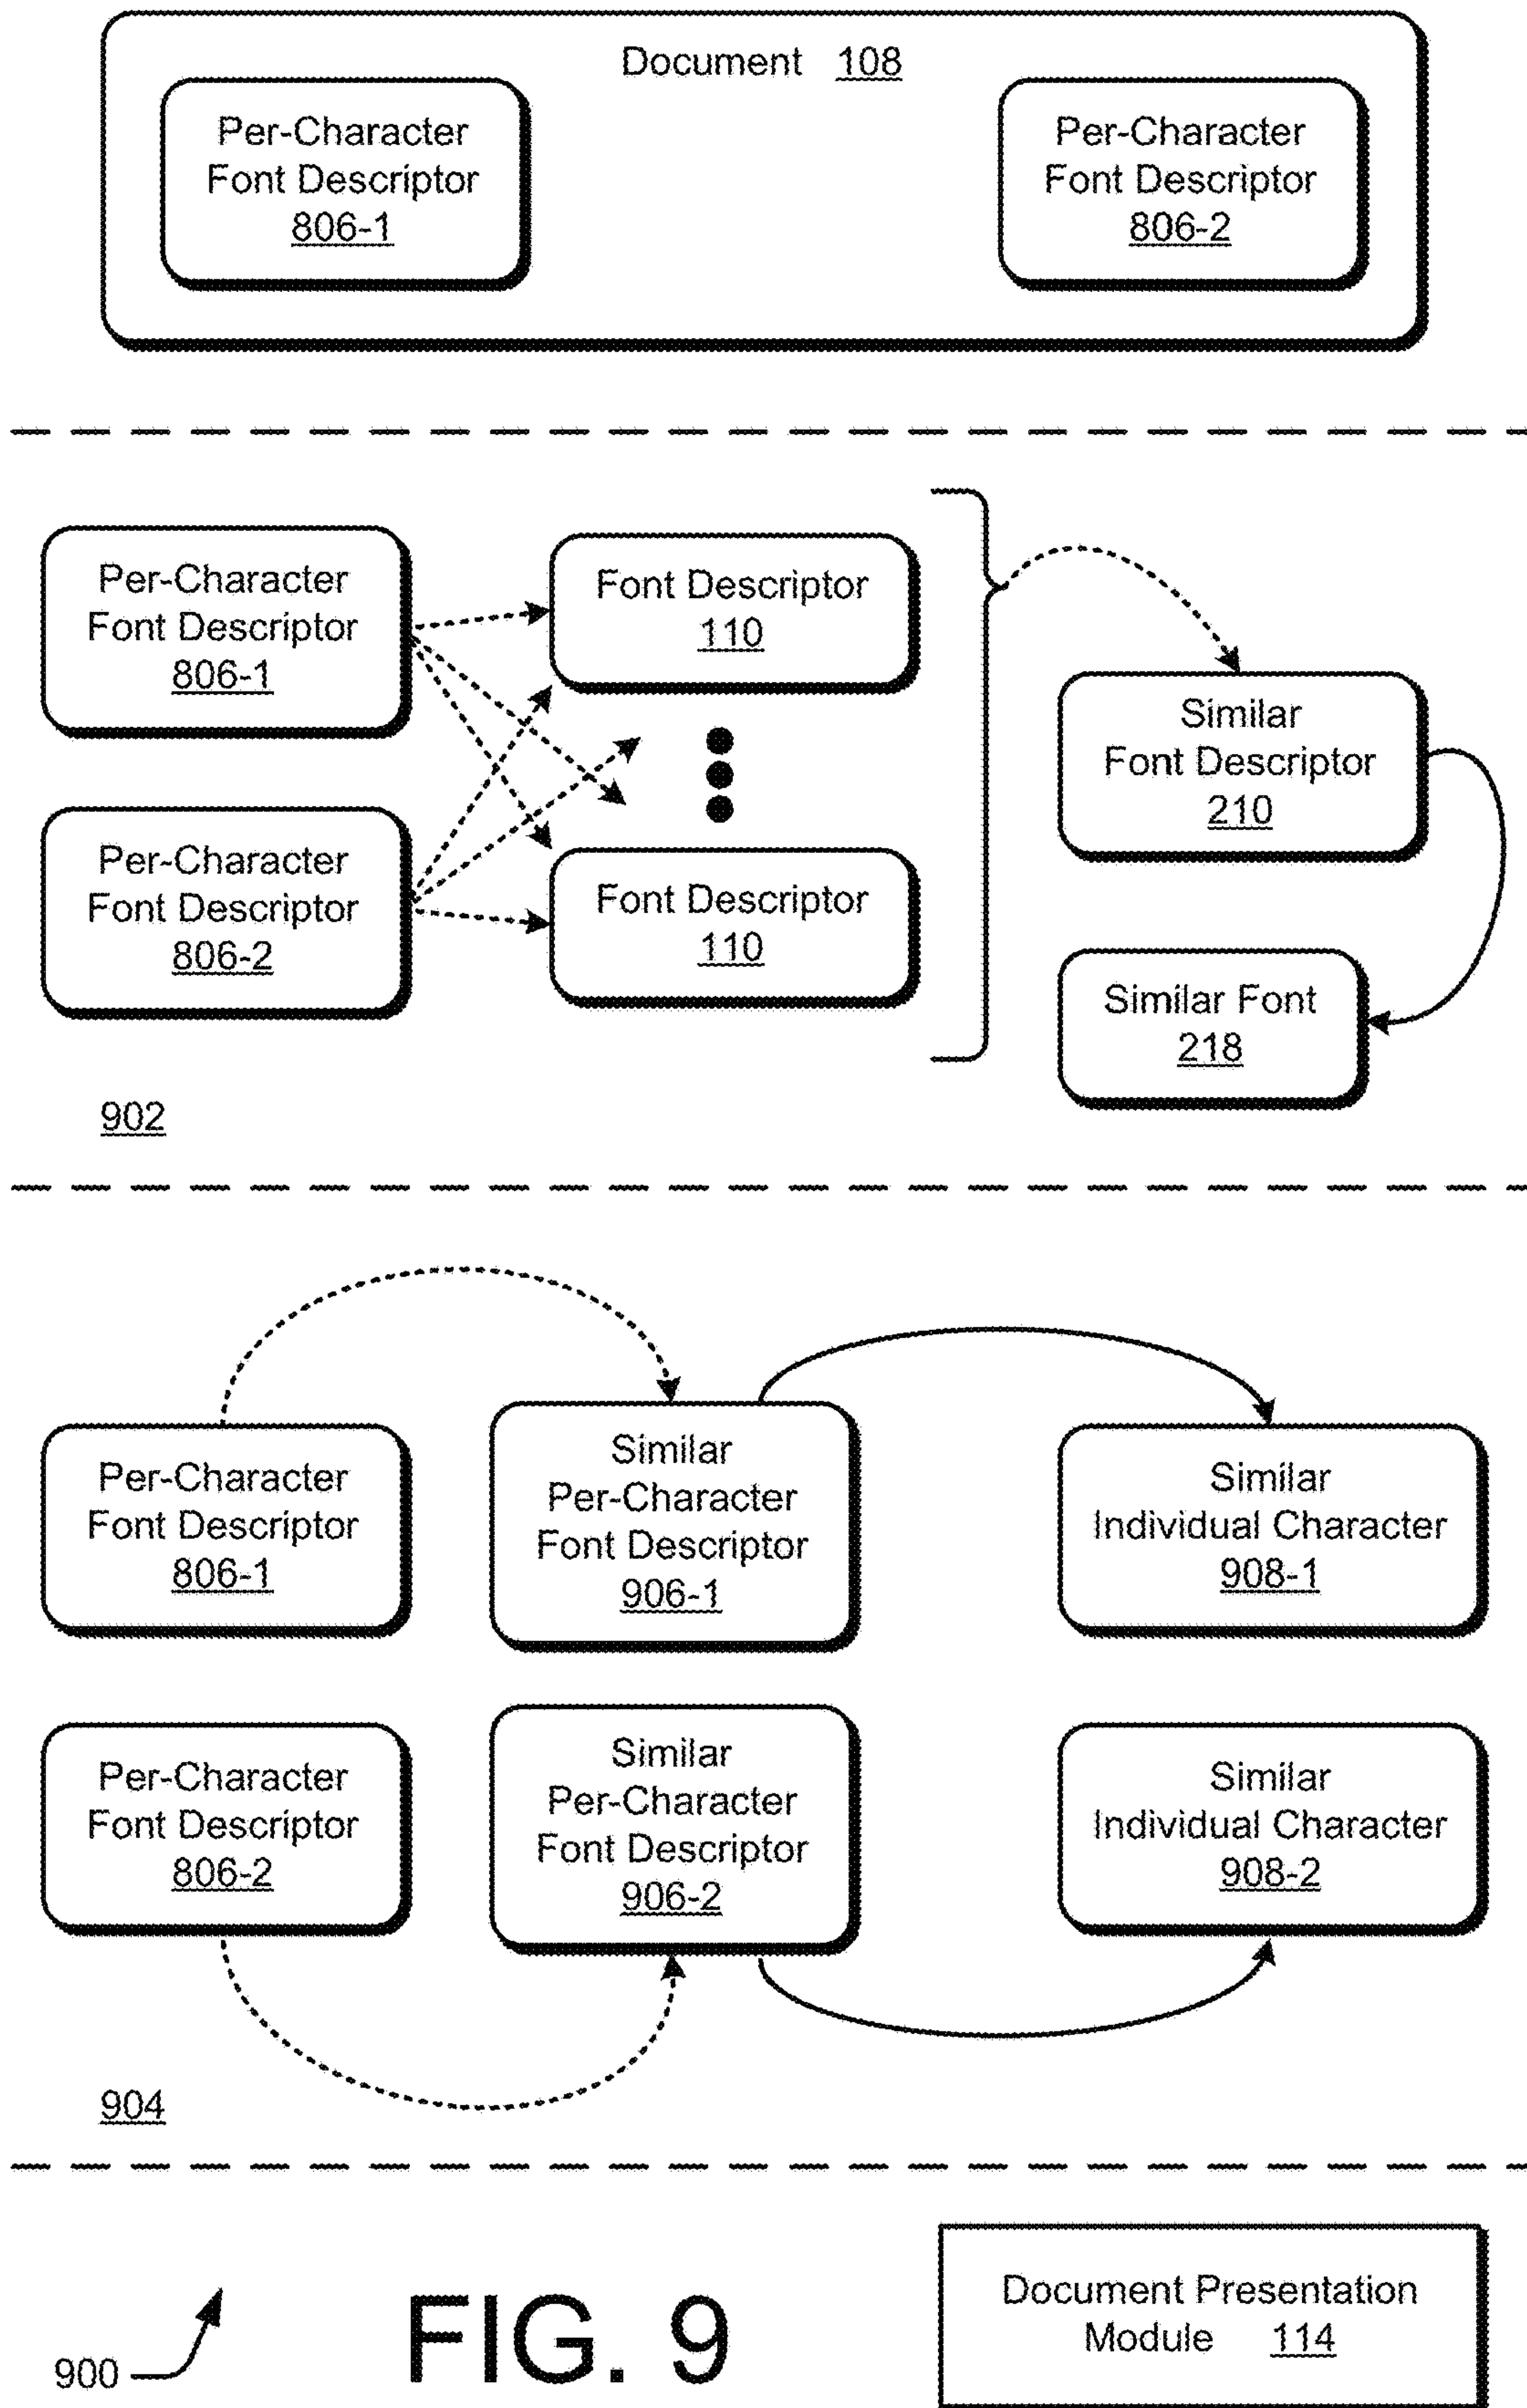 Document 108
Per-Character
Font Descriptor
806-1
Per-Character
Font Descriptor
806-2
Per-Character
Font Descriptor
806-1
Font Descriptor
110
Similar
Font Descriptor
210
Per-Character
Font Descriptor
806-2
Font Descriptor
110
Similar Font
218
902
Per-Character
Font Descriptor
806-1
Similar
Per-Character
Font Descriptor
906-1
Similar
Individual Character
908-1
Per-Character
Font Descriptor
806-2
Similar
Per-Character
Font Descriptor
906-2
Similar
Individual Character
908-2
904
900
FIG. 9
Document Presentation
Module 114